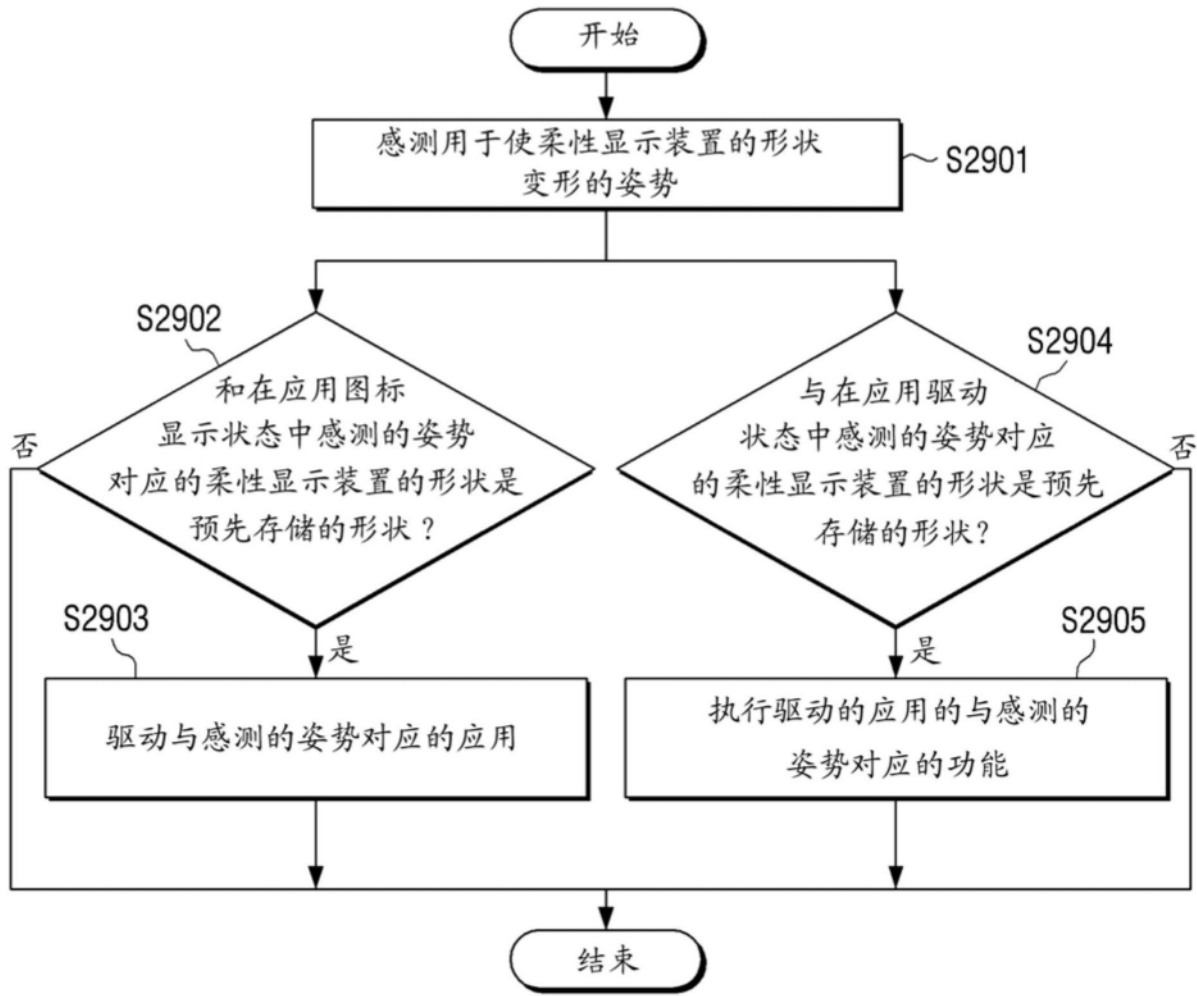 开始
感测用于使柔性显示装置的形状
变形的姿势
S2901
S2902
和在应用图标
显示状态中感测的姿势
对应的柔性显示装置的形状是
预先存储的形状？
否
是
S2903
驱动与感测的姿势对应的应用
S2904
与在应用驱动
状态中感测的姿势对应
的柔性显示装置的形状是预先
存储的形状？
否
是
S2905
执行驱动的应用的与感测的
姿势对应的功能
结束